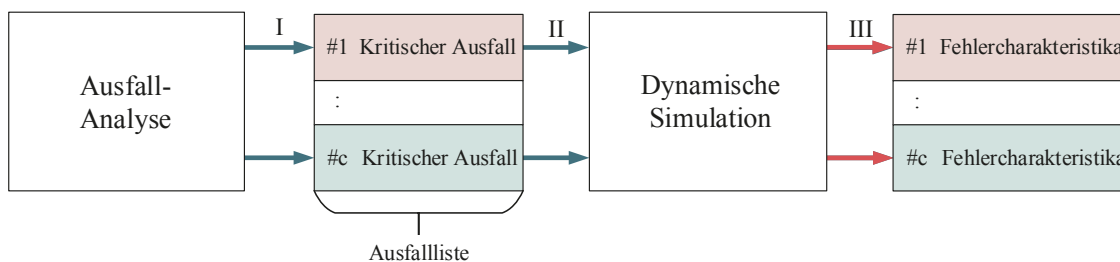 I
II
III
Ausfall-
Analyse
#1 Kritischer Ausfall
:
#c Kritischer Ausfall
Ausfallliste
Dynamische
Simulation
#1 Fehlercharakteristika
:
#c Fehlercharakteristika